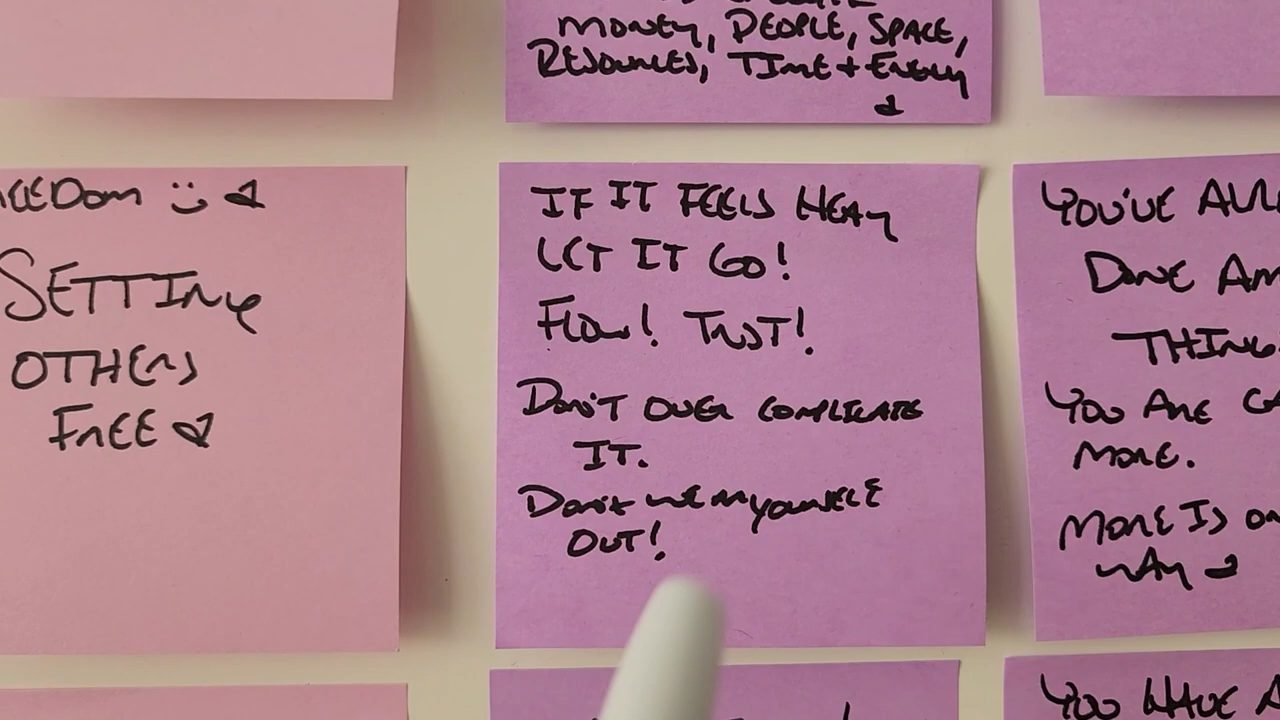 MONEY, PEOPLE, SPACE,
RESOURCES, TIME + ENERGY
FREEDOM :)
SETTING
OTHERS
FREE
IF IT FEELS HEAVY
LET IT GO!
FLOW! TRUST!
DON'T OVER COMPLICATE
IT.
DON'T WEAR YOURSELF
OUT!
YOU'VE
DONE
THING
YOU ARE
MORE.
MORE IS
WAY
YOU HAVE